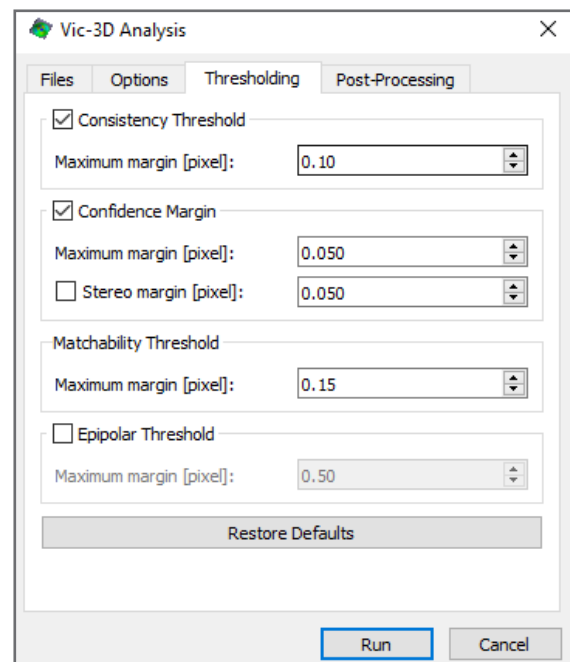 Vic-3D Analysis
Files Options Thresholding Post-Processing
Consistency Threshold
Maximum margin [pixel]: 0.10
Confidence Margin
Maximum margin [pixel]: 0.050
Stereo margin [pixel]: 0.050
Matchability Threshold
Maximum margin [pixel]: 0.15
Epipolar Threshold
Maximum margin [pixel]: 0.50
Restore Defaults
Run Cancel